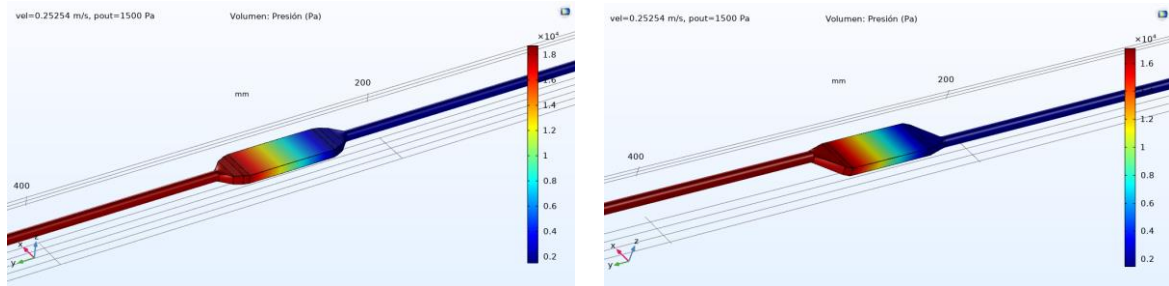 vel=0.25254 m/s, pout=1500 Pa
Volumen: Presión (Pa)
×10⁴
1.8
1.6
1.4
1.2
1
0.8
0.6
0.4
0.2
200
mm
400
x
y
z
vel=0.25254 m/s, pout=1500 Pa
Volumen: Presión (Pa)
×10⁴
1.6
1.4
1.2
1
0.8
0.6
0.4
0.2
200
mm
400
x
y
z